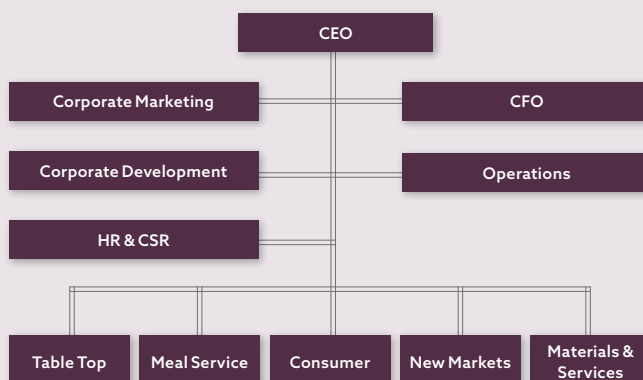 CEO
Corporate Marketing
CFO
Corporate Development
Operations
HR & CSR
Table Top
Meal Service
Consumer
New Markets
Materials &
Services